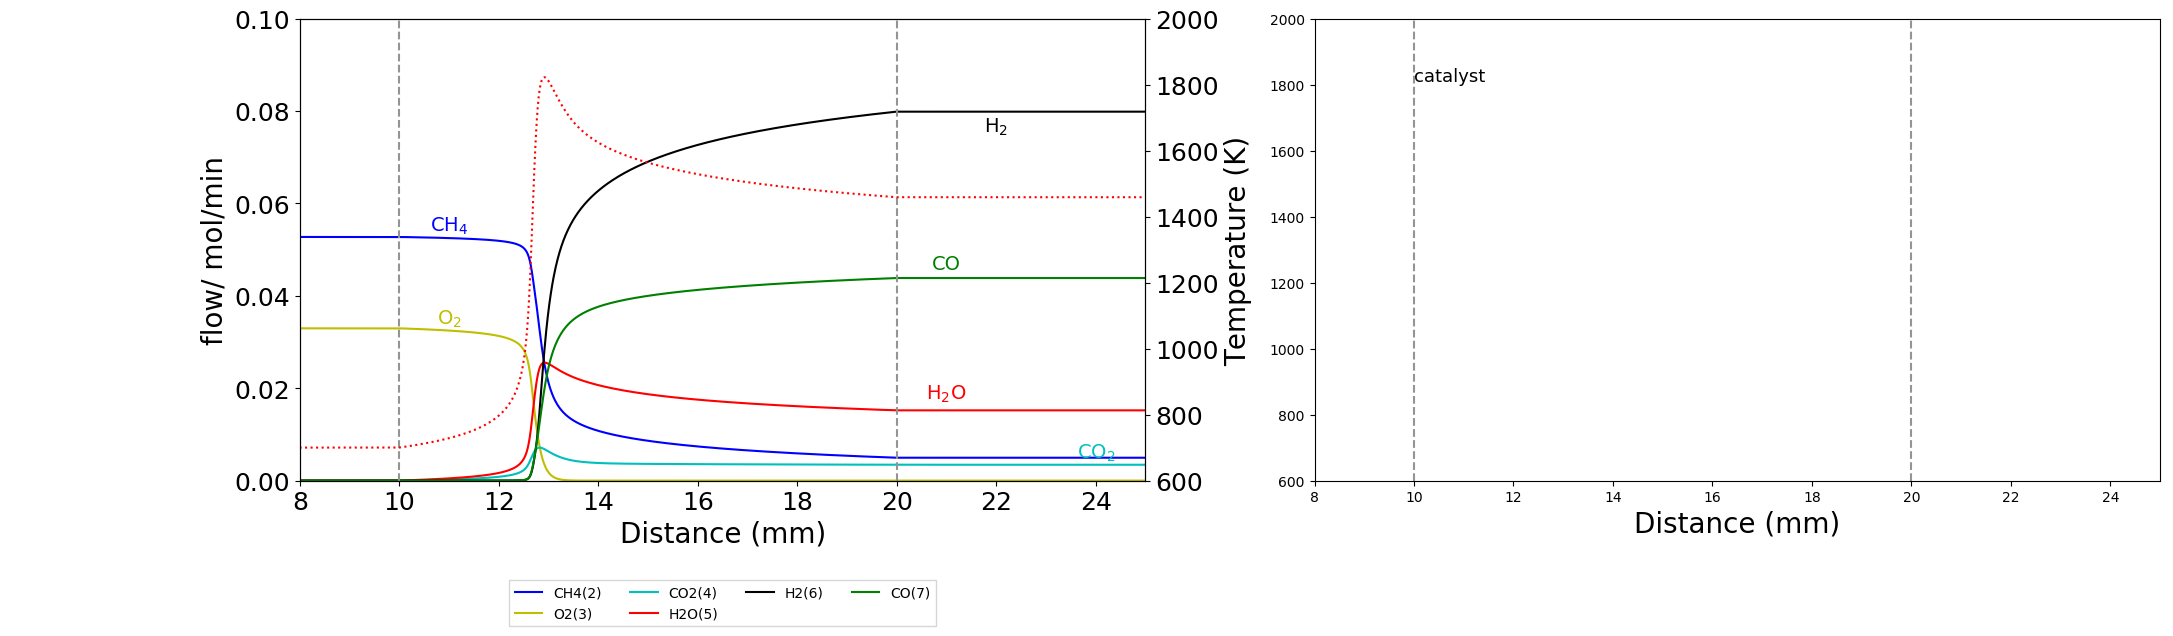 0.10
0.08
0.06
0.04
0.02
0.00
flow/ mol/min
CH₄
O₂
H₂
CO
H₂O
CO₂
8 10 12 14 16 18 20 22 24
Distance (mm)
2000
1800
1600
1400
1200
1000
800
600
Temperature (K)
CH4(2) CO2(4) H2(6) CO(7)
O2(3) H2O(5)
2000
1800
1600
1400
1200
1000
800
600
catalyst
8 10 12 14 16 18 20 22 24
Distance (mm)